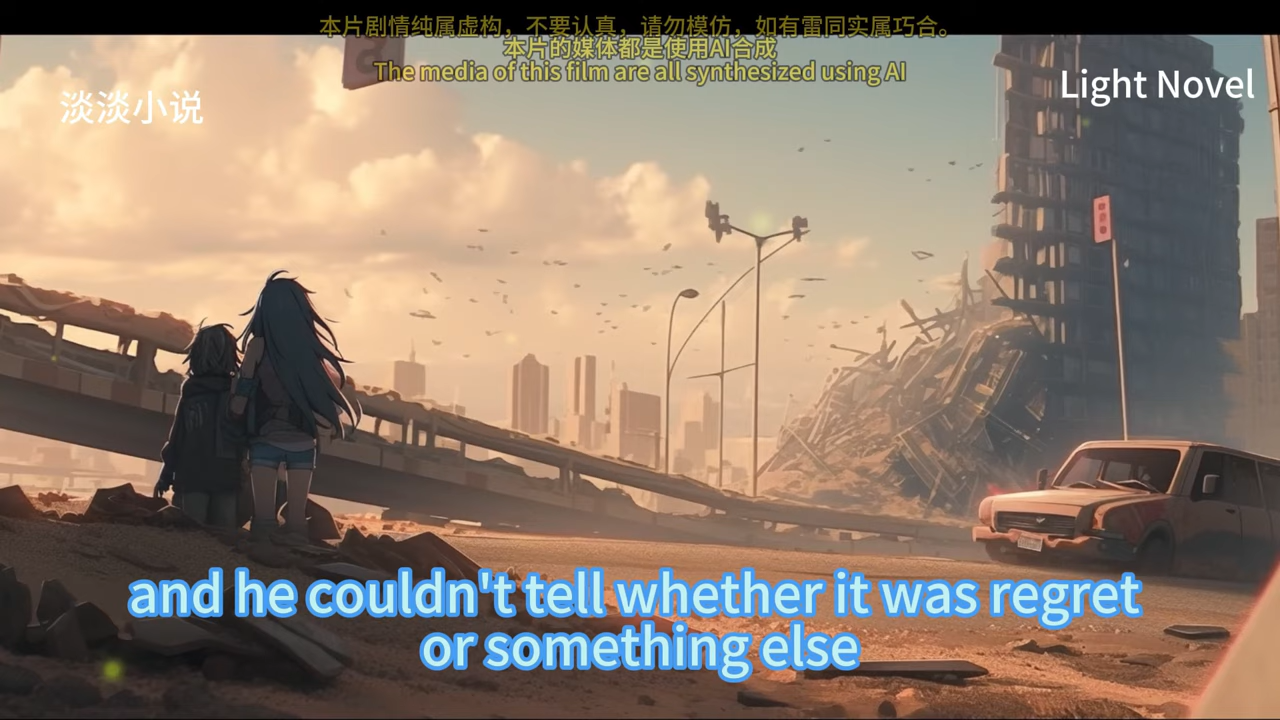 本片剧情纯属虚构，不要认真，请勿模仿，如有雷同实属巧合。
本片的媒体都是使用AI合成
The media of this film are all synthesized using AI
淡淡小说
Light Novel
and he couldn't tell whether it was regret
or something else